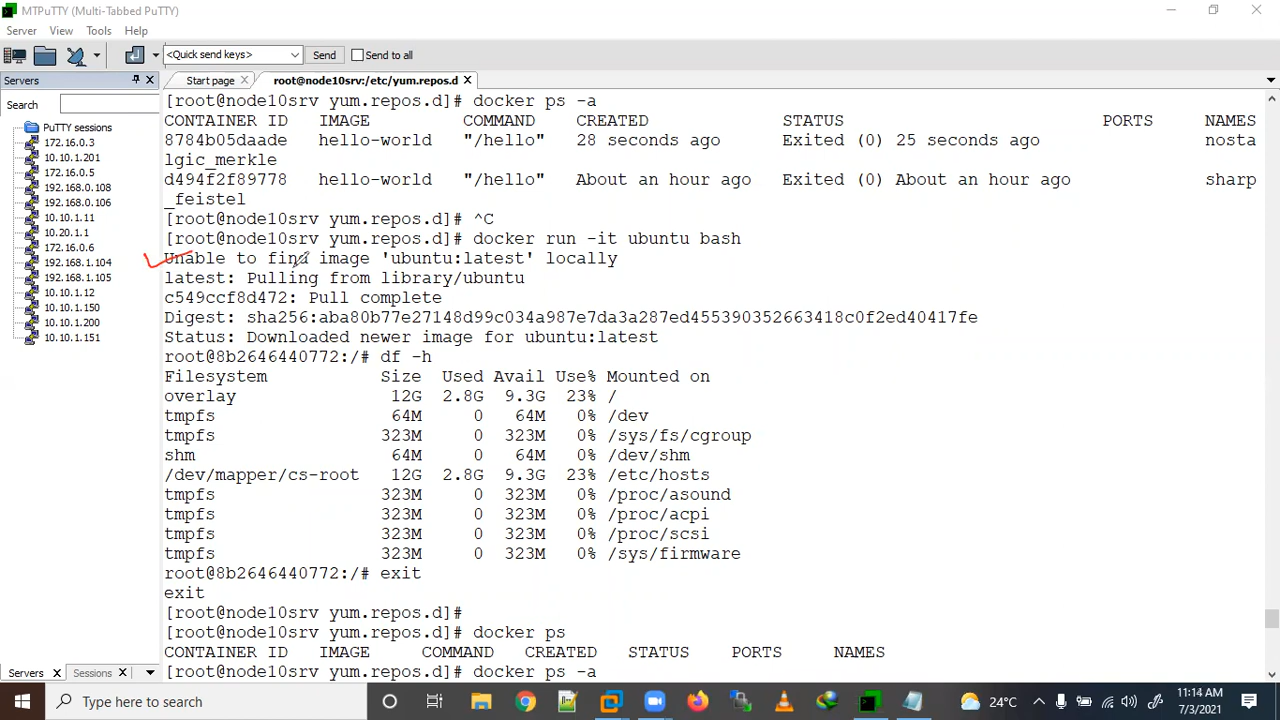 MTPuTTY (Multi-Tabbed PuTTY)
Server View Tools Help
<Quick send keys> Send Send to all
Servers
Start page root@node10srv:/etc/yum.repos.d
Search
PuTTY sessions
172.16.0.3
10.10.1.201
172.16.0.5
192.168.0.108
192.168.0.106
10.10.1.11
10.20.1.1
172.16.0.6
192.168.1.104
192.168.1.105
10.10.1.12
10.10.1.150
10.10.1.200
10.10.1.151
[root@node10srv yum.repos.d]# docker ps -a
CONTAINER ID IMAGE COMMAND CREATED STATUS PORTS NAMES
8784b05daade hello-world "/hello" 28 seconds ago Exited (0) 25 seconds ago nosta
lgic_merkle
d494f2f89778 hello-world "/hello" About an hour ago Exited (0) About an hour ago sharp
_feistel
[root@node10srv yum.repos.d]# ^C
[root@node10srv yum.repos.d]# docker run -it ubuntu bash
Unable to find image 'ubuntu:latest' locally
latest: Pulling from library/ubuntu
c549ccf8d472: Pull complete
Digest: sha256:aba80b77e27148d99c034a987e7da3a287ed455390352663418c0f2ed40417fe
Status: Downloaded newer image for ubuntu:latest
root@8b2646440772:/# df -h
Filesystem Size Used Avail Use% Mounted on
overlay 12G 2.8G 9.3G 23% /
tmpfs 64M 0 64M 0% /dev
tmpfs 323M 0 323M 0% /sys/fs/cgroup
shm 64M 0 64M 0% /dev/shm
/dev/mapper/cs-root 12G 2.8G 9.3G 23% /etc/hosts
tmpfs 323M 0 323M 0% /proc/asound
tmpfs 323M 0 323M 0% /proc/acpi
tmpfs 323M 0 323M 0% /proc/scsi
tmpfs 323M 0 323M 0% /sys/firmware
root@8b2646440772:/# exit
exit
[root@node10srv yum.repos.d]#
[root@node10srv yum.repos.d]# docker ps
CONTAINER ID IMAGE COMMAND CREATED STATUS PORTS NAMES
[root@node10srv yum.repos.d]# docker ps -a
Servers Sessions
Type here to search
24°C
11:14 AM
7/3/2021